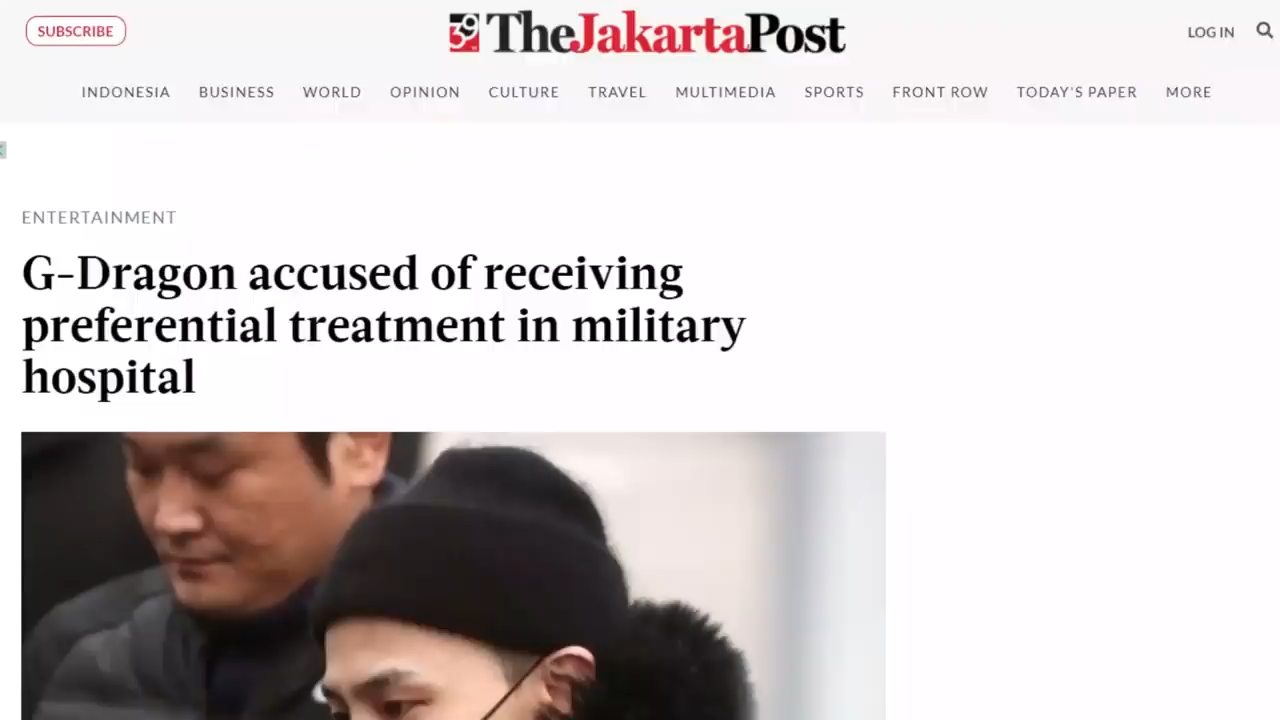 SUBSCRIBE
39 TheJakartaPost
LOG IN
INDONESIA BUSINESS WORLD OPINION CULTURE TRAVEL MULTIMEDIA SPORTS FRONT ROW TODAY'S PAPER MORE
ENTERTAINMENT
G-Dragon accused of receiving
preferential treatment in military
hospital